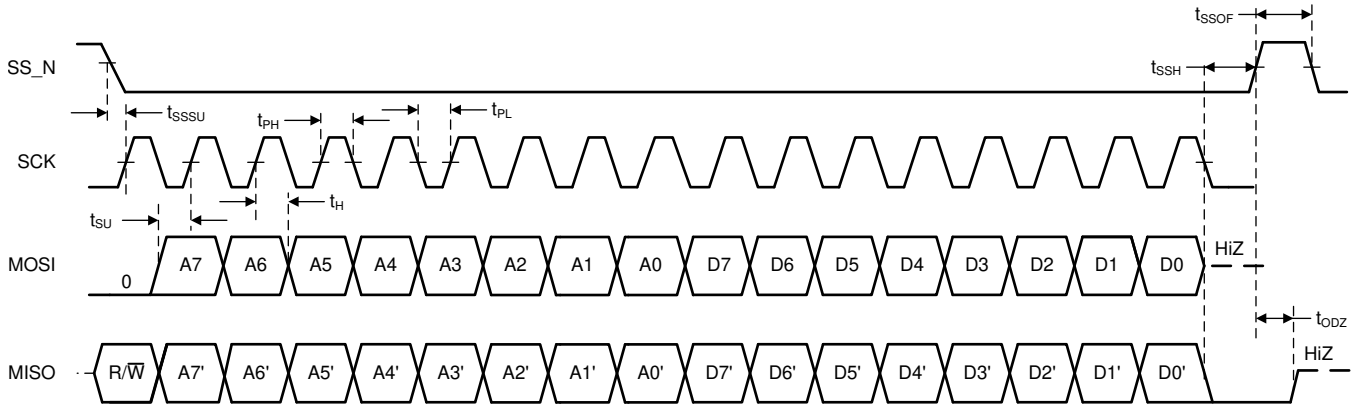 tSSOF
SS_N
tSSH
tSSSU
tPH
tPL
SCK
tSU
tH
MOSI 0 A7 A6 A5 A4 A3 A2 A1 A0 D7 D6 D5 D4 D3 D2 D1 D0 HiZ
tODZ
MISO R/W̅ A7' A6' A5' A4' A3' A2' A1' A0' D7' D6' D5' D4' D3' D2' D1' D0' HiZ